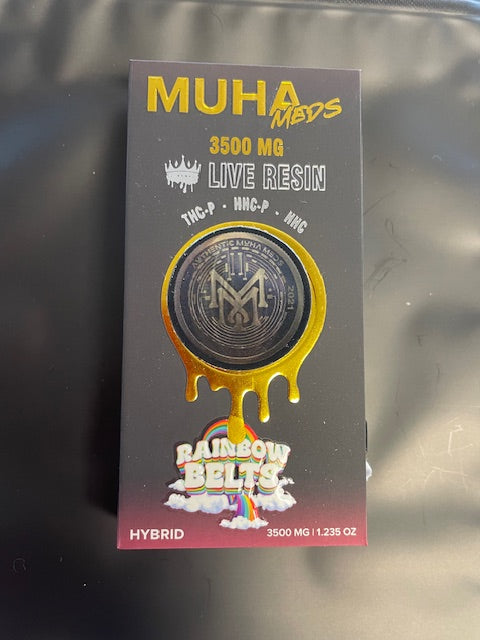 MUHA
MEDS
3500 MG
LIVE RESIN
THC-P · HHC-P · HHC
AUTHENTIC MUHA MEDS
2021
RAINBOW
BELTS
HYBRID
3500 MG | 1.235 OZ